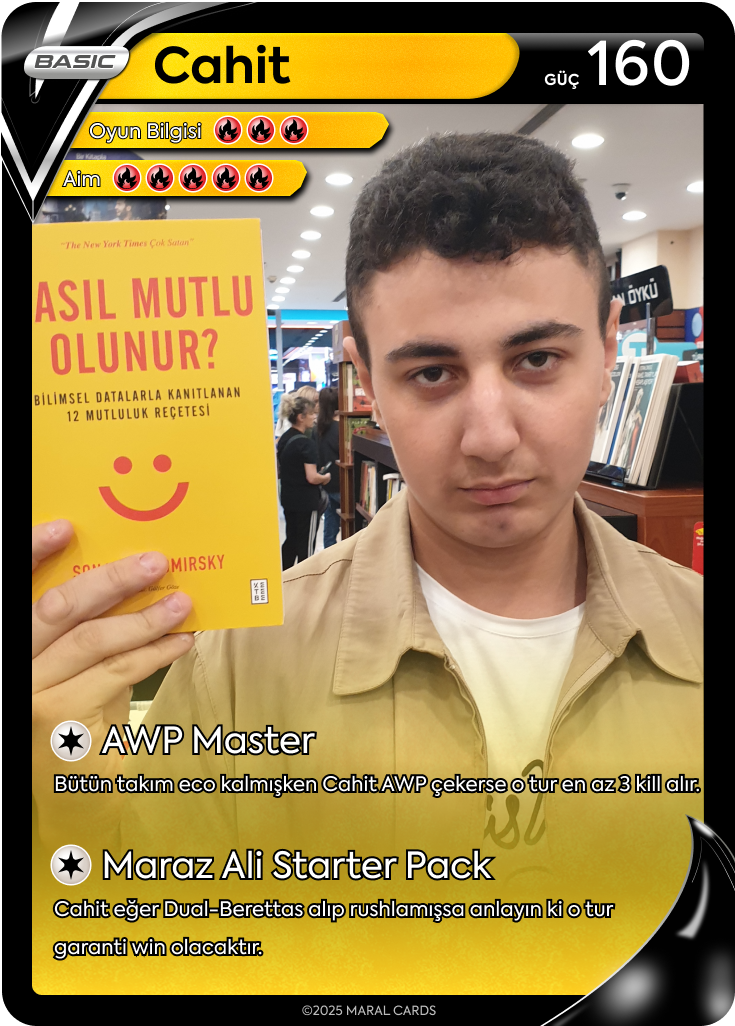 BASIC
Cahit
GÜÇ 160
Oyun Bilgisi
Aim
"The New York Times Çok Satan"
ASIL MUTLU
OLUNUR?
BİLİMSEL DATALARLA KANITLANAN
12 MUTLULUK REÇETESİ
MIRSKY
KTB
EEE
N ÖYKÜ
AWP Master
Bütün takım eco kalmışken Cahit AWP çekerse o tur en az 3 kill alır.
Maraz Ali Starter Pack
Cahit eğer Dual-Berettas alıp rushlamışsa anlayın ki o tur
garanti win olacaktır.
©2025 MARAL CARDS